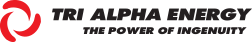 TRI ALPHA ENERGY
THE POWER OF INGENUITY